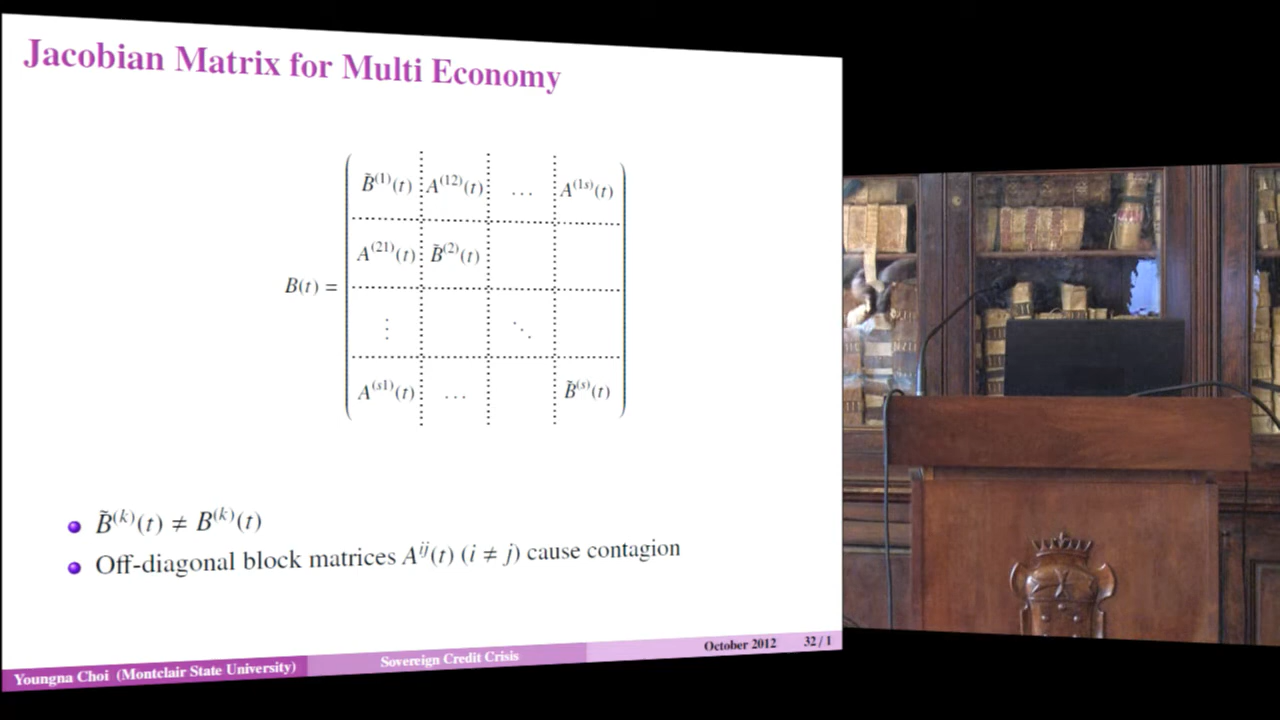 Jacobian Matrix for Multi Economy
B̃⁽¹⁾(t) A⁽¹²⁾(t) … A⁽¹ˢ⁾(t)
A⁽²¹⁾(t) B̃⁽²⁾(t)
B(t) =
⋮ ⋱
A⁽ˢ¹⁾(t) … B̃⁽ˢ⁾(t)
B̃⁽ᵏ⁾(t) ≠ B⁽ᵏ⁾(t)
Off-diagonal block matrices Aⁱʲ(t) (i ≠ j) cause contagion
Youngna Choi (Montclair State University) Sovereign Credit Crisis October 2012 32 / 1